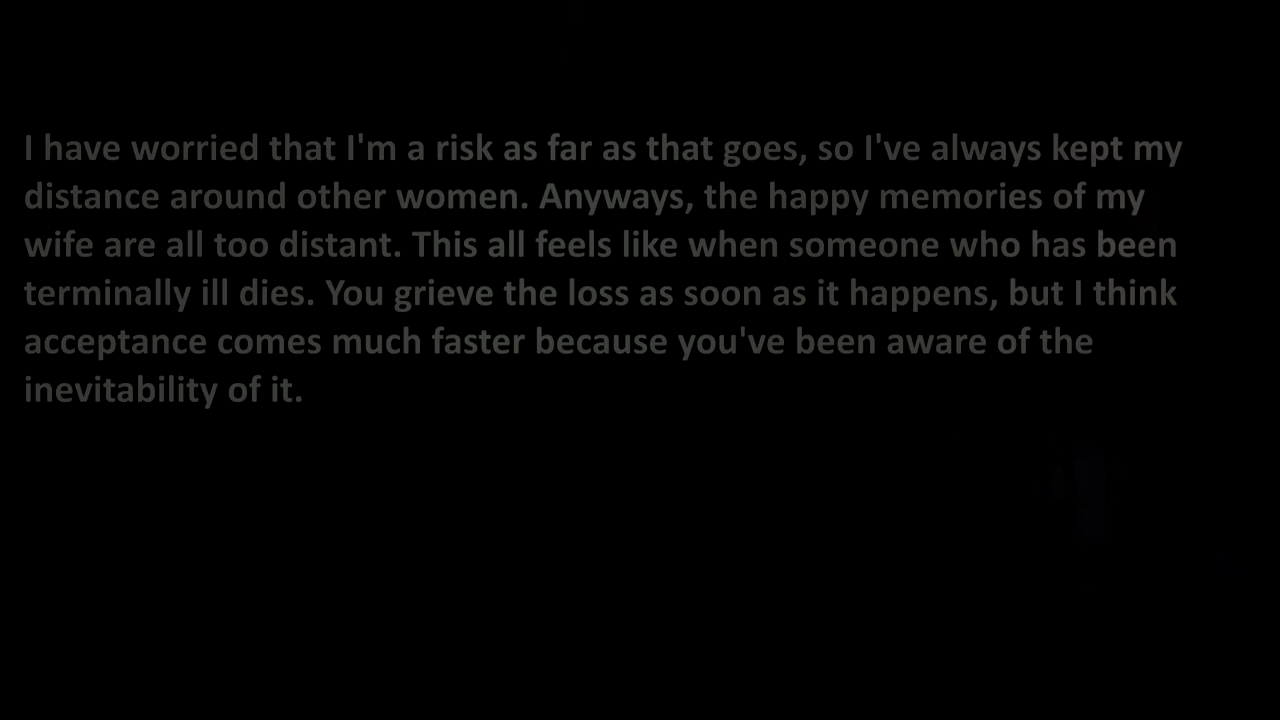 I have worried that I'm a risk as far as that goes, so I've always kept my
distance around other women. Anyways, the happy memories of my
wife are all too distant. This all feels like when someone who has been
terminally ill dies. You grieve the loss as soon as it happens, but I think
acceptance comes much faster because you've been aware of the
inevitability of it.